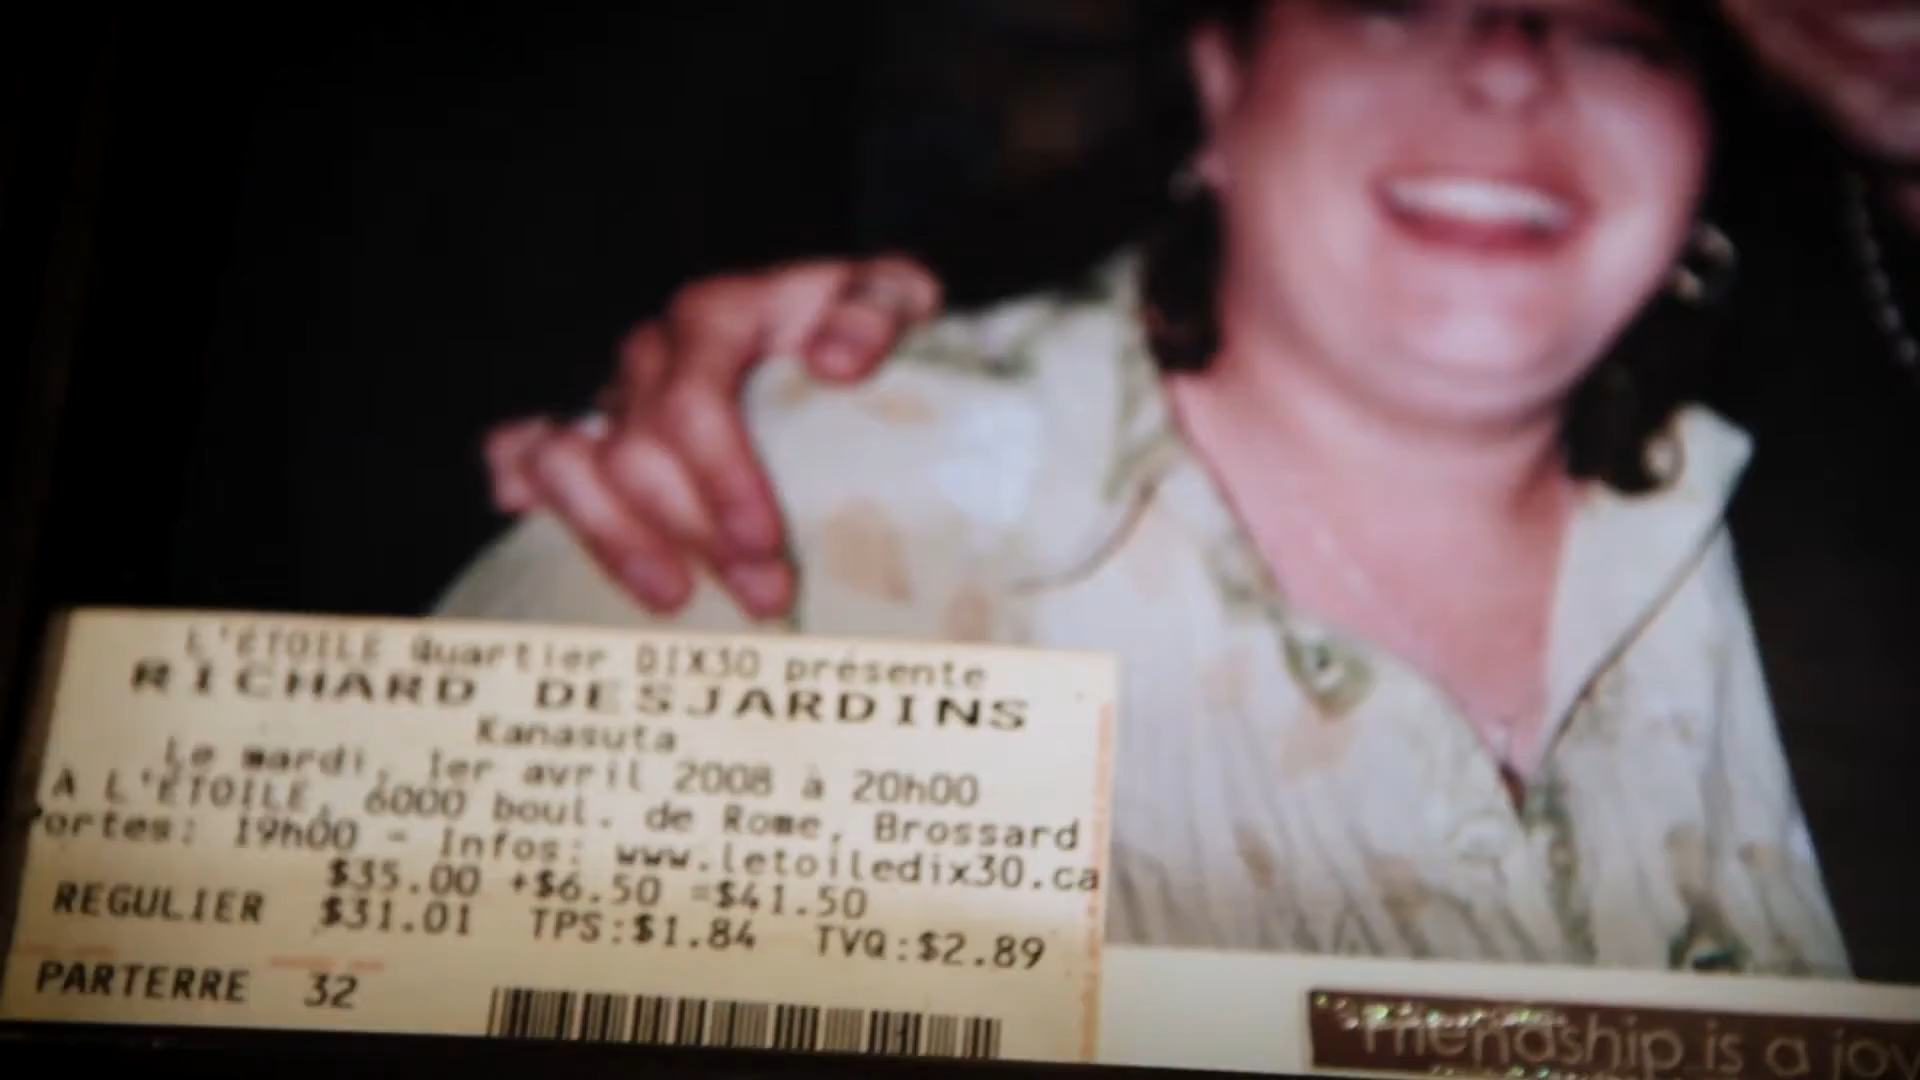 L'ÉTOILE Quartier DIX30 présente
RICHARD DESJARDINS
Kanasuta
Le mardi, 1er avril 2008 à 20h00
A L'ÉTOILE, 6000 boul. de Rome, Brossard
Portes: 19h00 - Infos: www.letoiledix30.ca
$35.00 +$6.50 =$41.50
REGULIER $31.01 TPS:$1.84 TVQ:$2.89
PARTERRE 32
Friendship is a joy